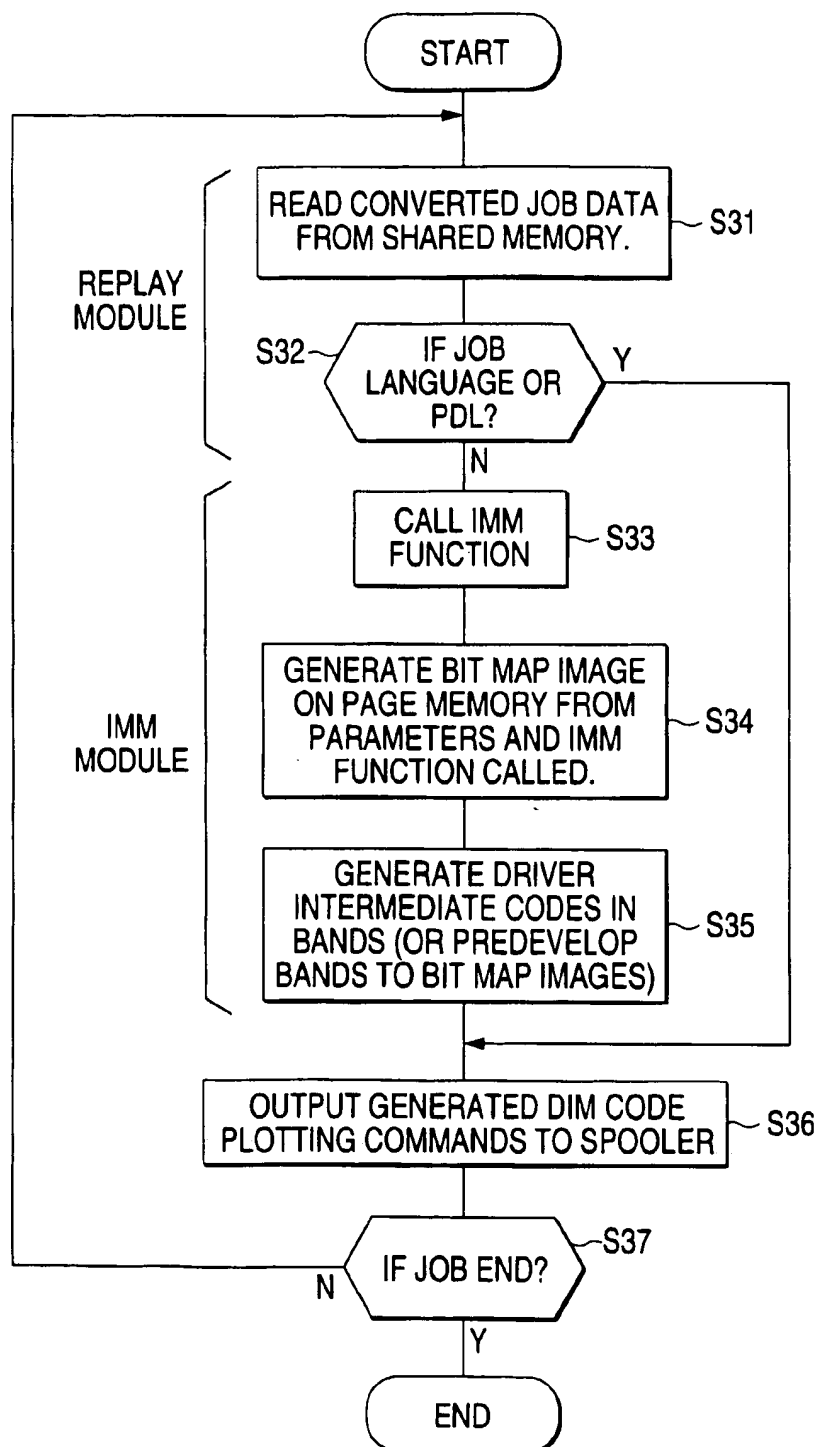 START
READ CONVERTED JOB DATA
FROM SHARED MEMORY.
S31
REPLAY
MODULE
S32
IF JOB
LANGUAGE OR
PDL?
Y
N
CALL IMM
FUNCTION
S33
GENERATE BIT MAP IMAGE
ON PAGE MEMORY FROM
PARAMETERS AND IMM
FUNCTION CALLED.
S34
IMM
MODULE
GENERATE DRIVER
INTERMEDIATE CODES IN
BANDS (OR PREDEVELOP
BANDS TO BIT MAP IMAGES)
S35
OUTPUT GENERATED DIM CODE
PLOTTING COMMANDS TO SPOOLER
S36
IF JOB END?
S37
N
Y
END